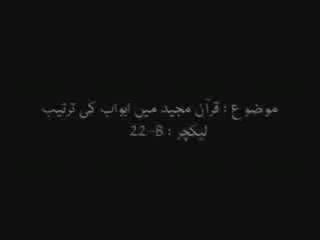 موضوع : قرآن مجید میں ابواب کی ترتیب
لیکچر : 22-B